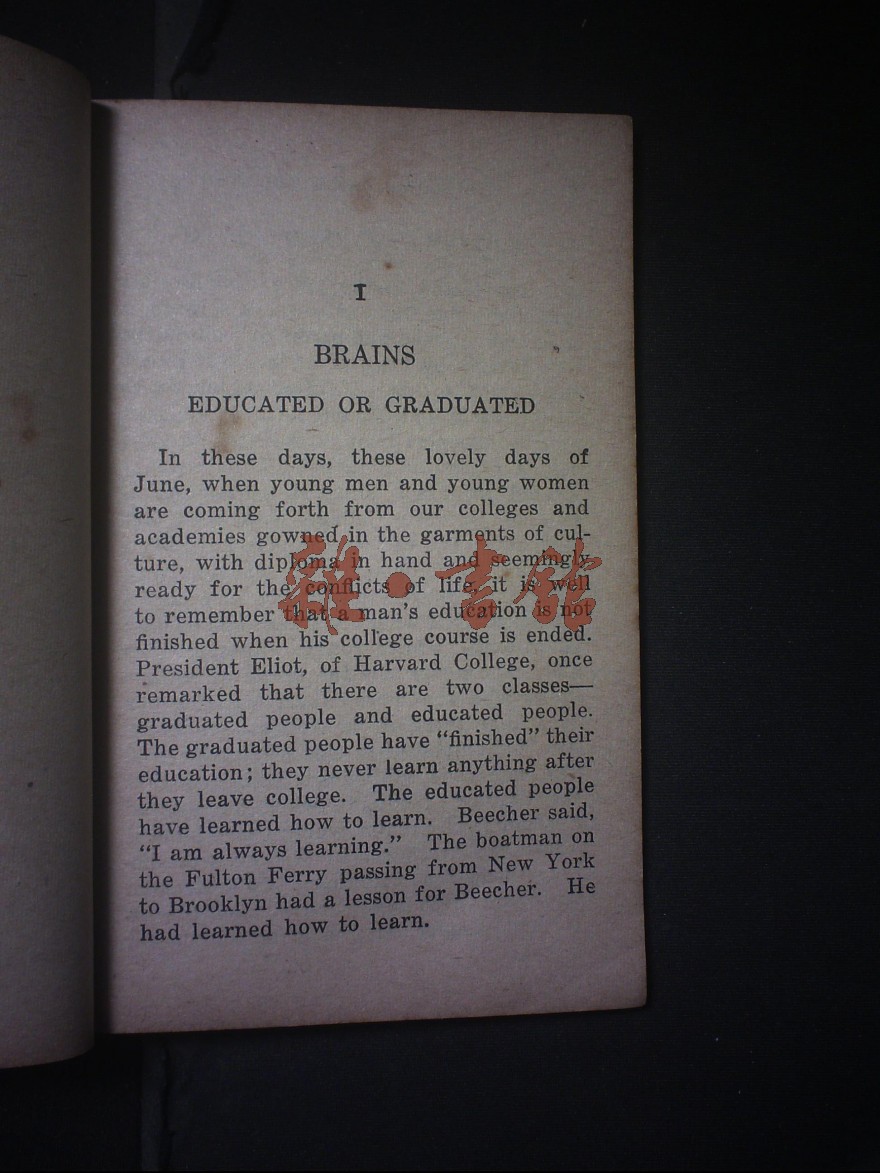 I
BRAINS
EDUCATED OR GRADUATED
In these days, these lovely days of
June, when young men and young women
are coming forth from our colleges and
academies gowned in the garments of cul-
ture, with diploma in hand and seemingly
ready for the conflicts of life, it is well
to remember that a man's education is not
finished when his college course is ended.
President Eliot, of Harvard College, once
remarked that there are two classes—
graduated people and educated people.
The graduated people have “finished” their
education; they never learn anything after
they leave college. The educated people
have learned how to learn. Beecher said,
“I am always learning.” The boatman on
the Fulton Ferry passing from New York
to Brooklyn had a lesson for Beecher. He
had learned how to learn.
雜·書館